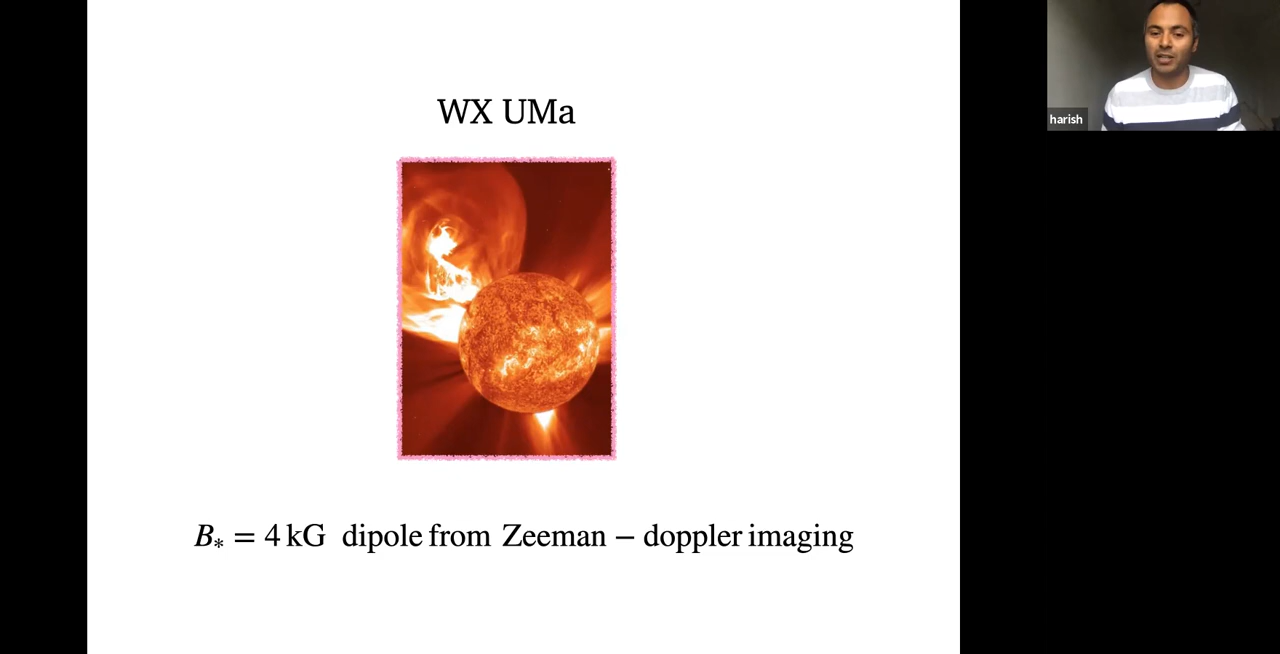 WX UMa
harish
B* = 4 kG dipole from Zeeman − doppler imaging